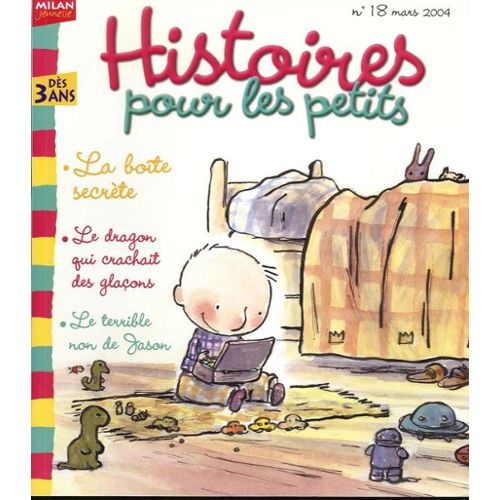 MILAN
jeunesse
n° 18 mars 2004
Histoires
pour les petits
DÈS
3 ANS
• La boîte
secrète
• Le dragon
qui crachait
des glaçons
• Le terrible
non de Jason